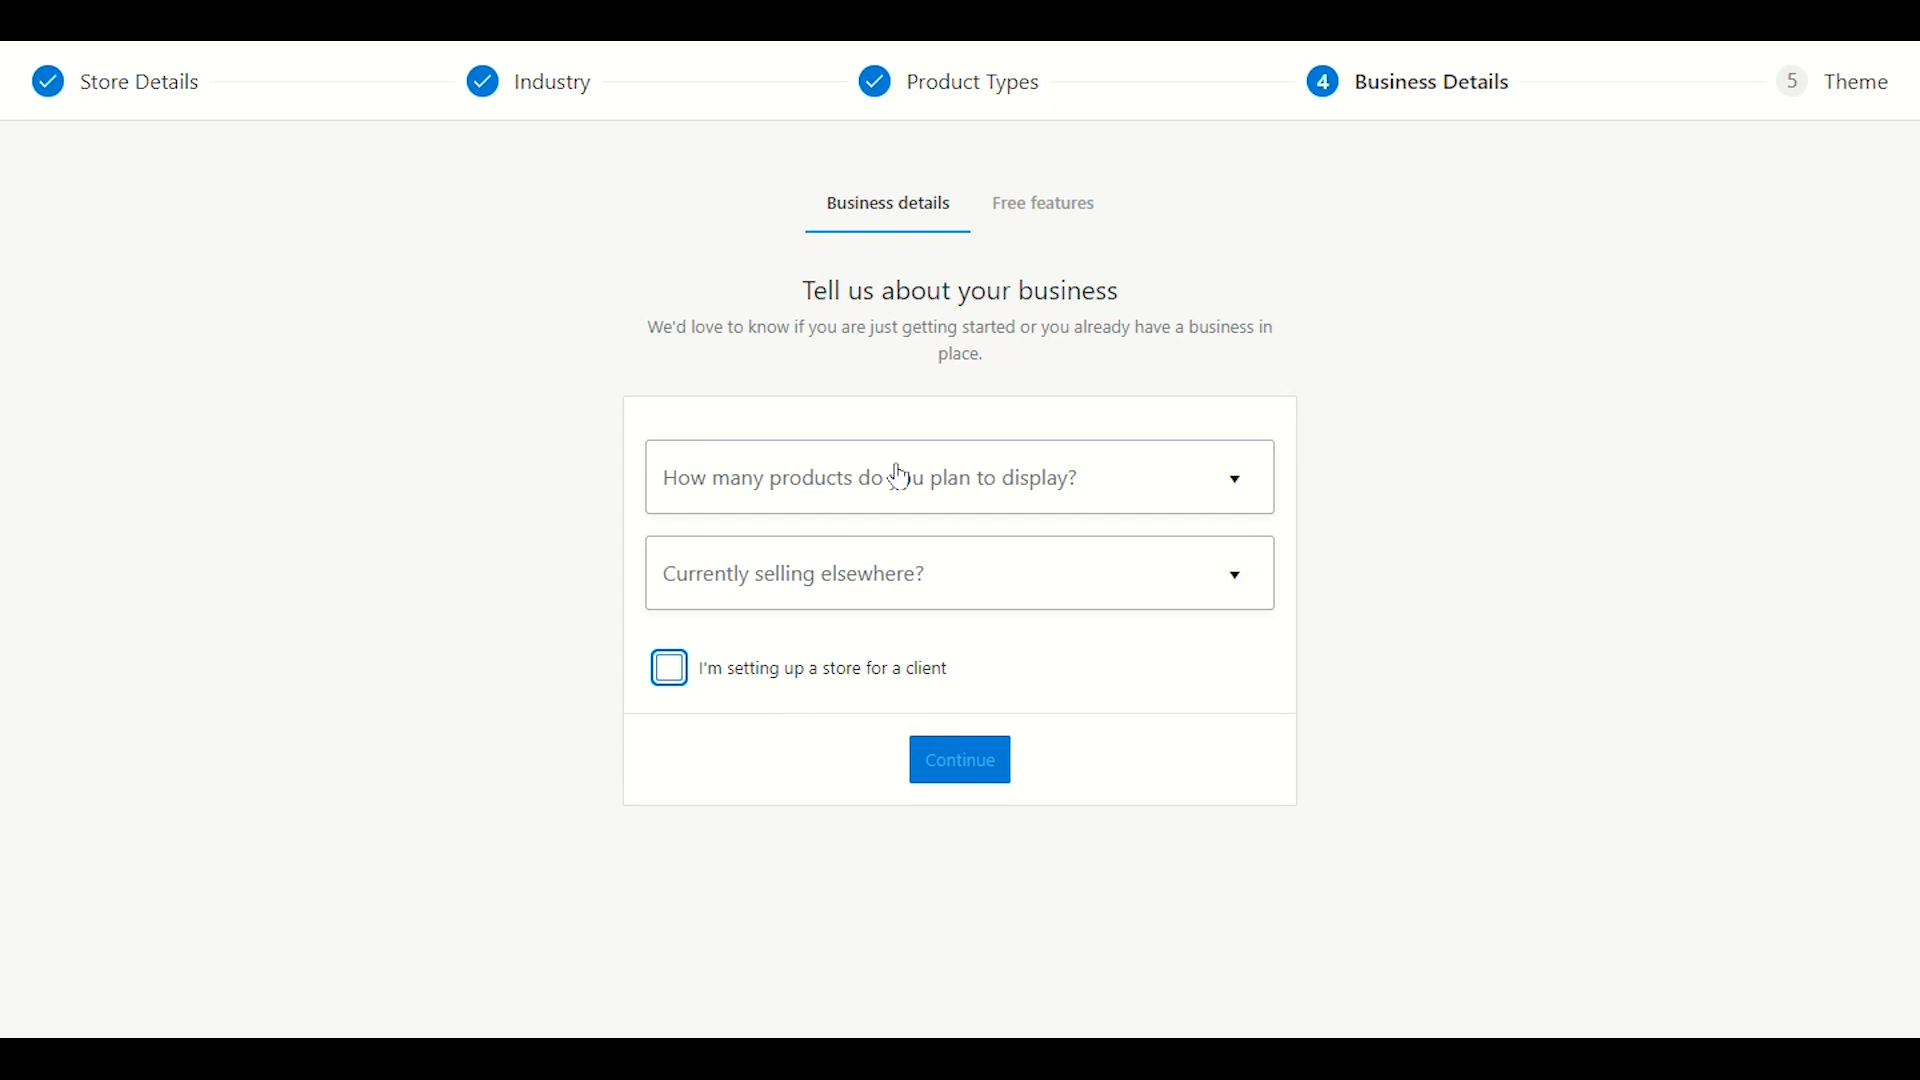 Store Details
Industry
Product Types
4 Business Details
5 Theme
Business details
Free features
Tell us about your business
We'd love to know if you are just getting started or you already have a business in
place.
How many products do you plan to display?
Currently selling elsewhere?
I'm setting up a store for a client
Continue